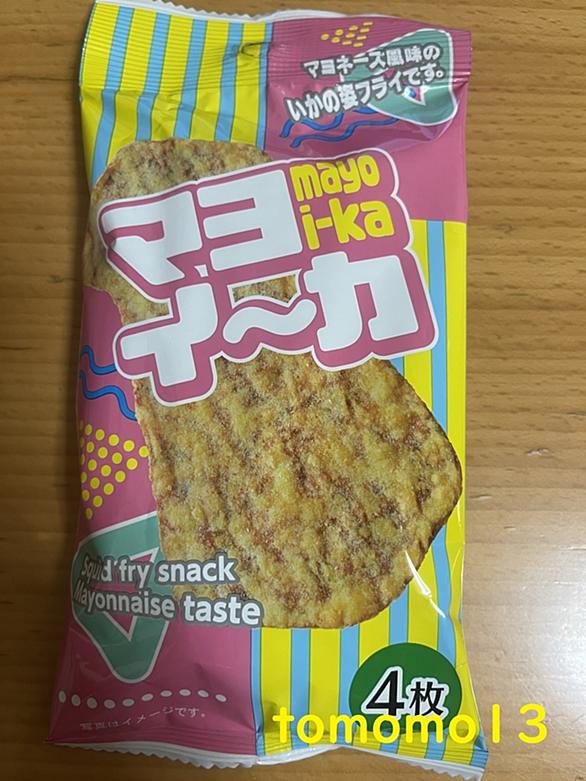 マヨネーズ風味の
いかの姿フライです。
マヨ
mayo
i-ka
イ〜カ
Squid fry snack
Mayonnaise taste
4枚
写真はイメージです。
tomomo13